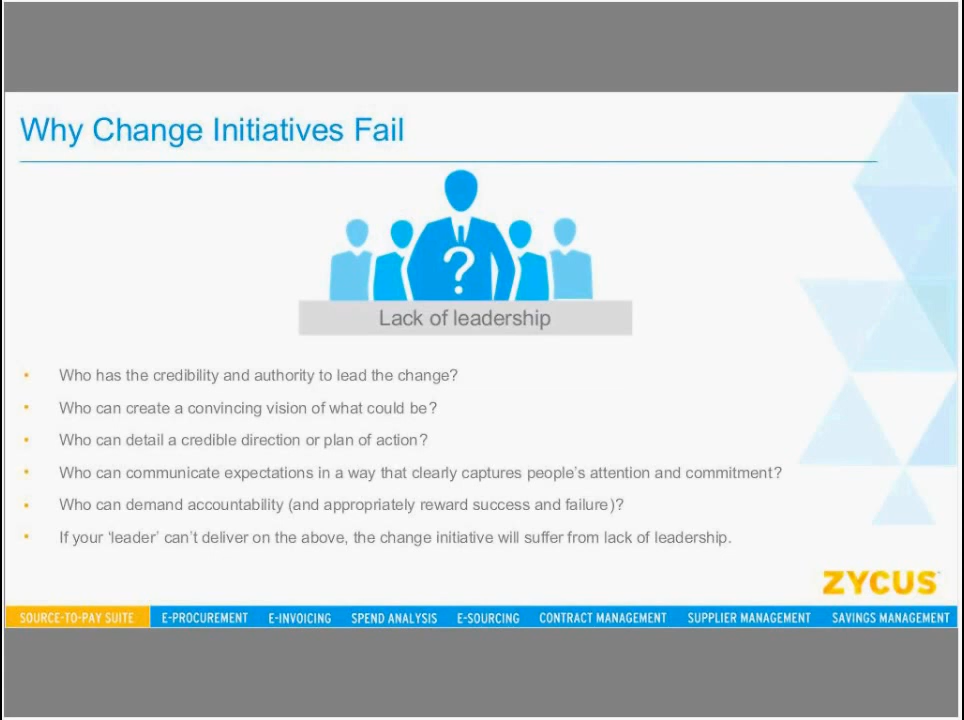 Why Change Initiatives Fail
?
Lack of leadership
• Who has the credibility and authority to lead the change?
• Who can create a convincing vision of what could be?
• Who can detail a credible direction or plan of action?
• Who can communicate expectations in a way that clearly captures people’s attention and commitment?
• Who can demand accountability (and appropriately reward success and failure)?
• If your ‘leader’ can’t deliver on the above, the change initiative will suffer from lack of leadership.
ZYCUS
SOURCE-TO-PAY SUITE E-PROCUREMENT E-INVOICING SPEND ANALYSIS E-SOURCING CONTRACT MANAGEMENT SUPPLIER MANAGEMENT SAVINGS MANAGEMENT